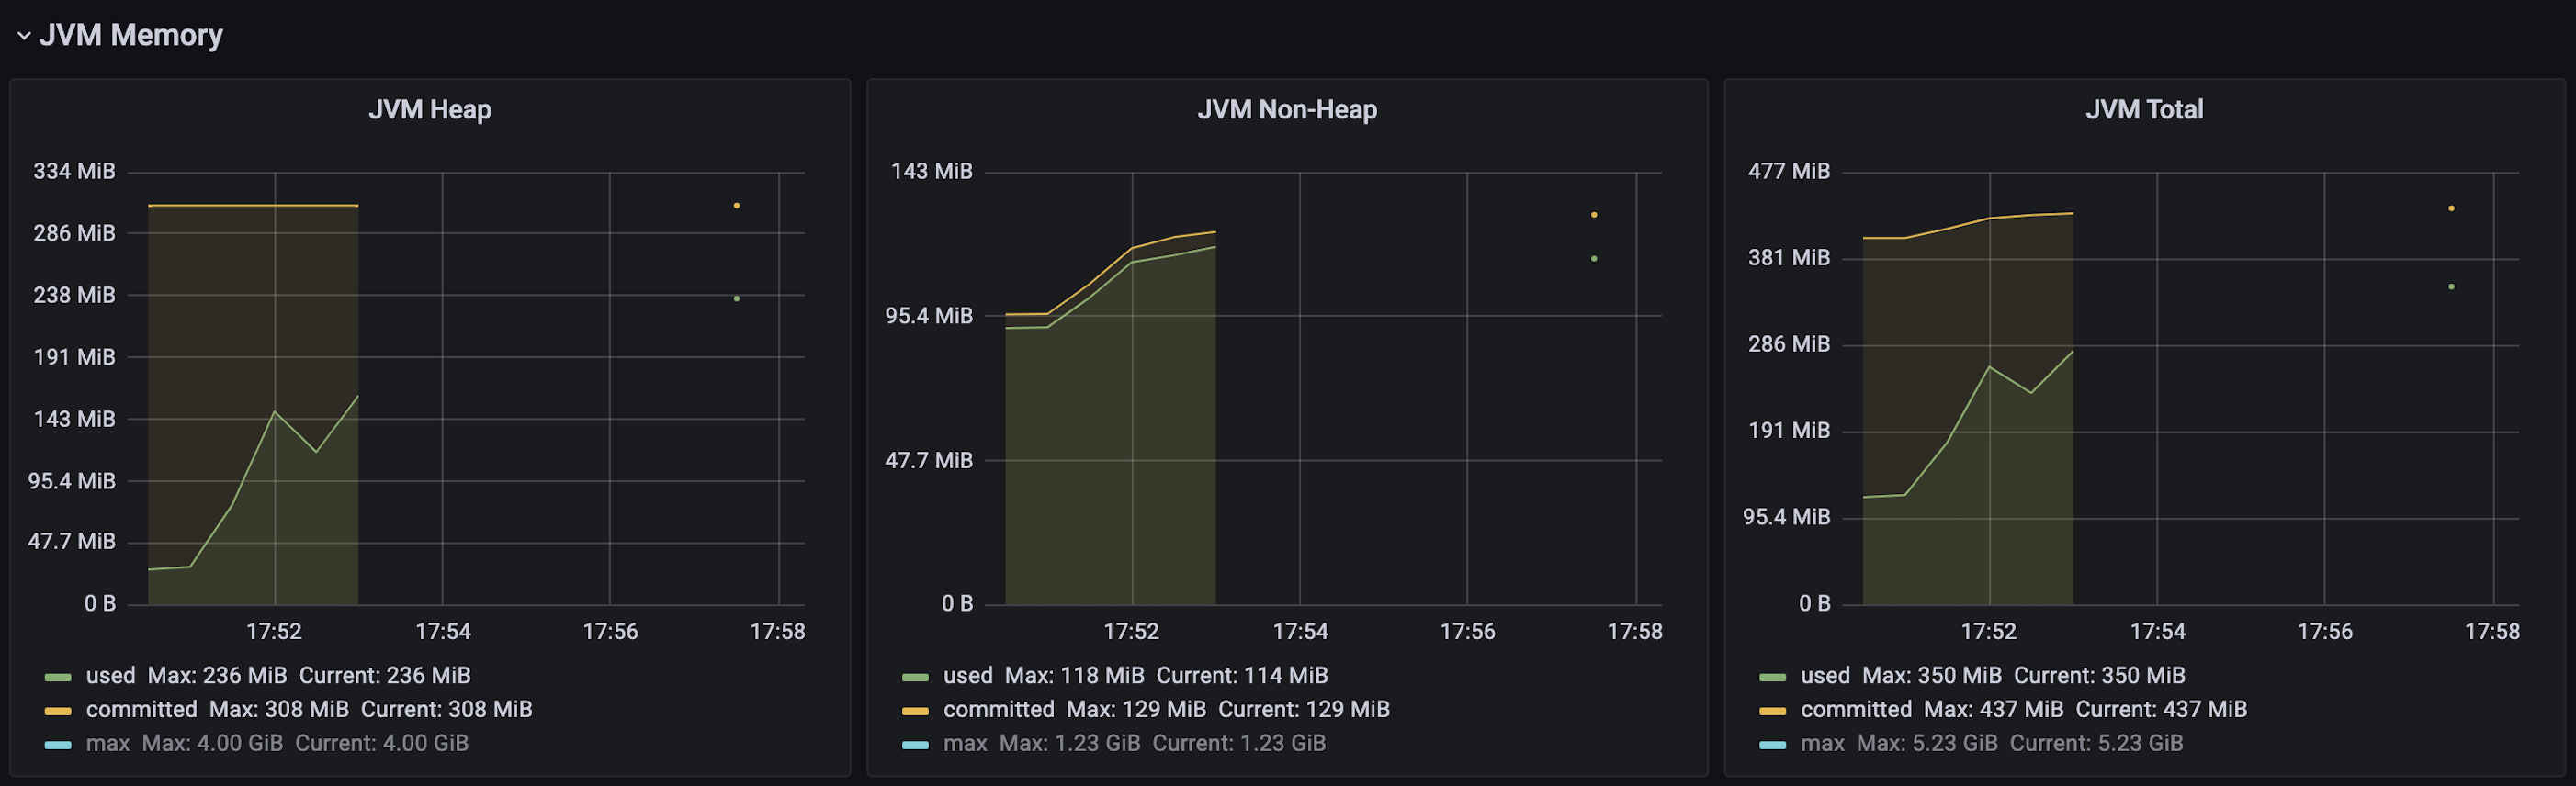 JVM Memory
JVM Heap
334 MiB
286 MiB
238 MiB
191 MiB
143 MiB
95.4 MiB
47.7 MiB
0 B
17:52 17:54 17:56 17:58
used Max: 236 MiB Current: 236 MiB
committed Max: 308 MiB Current: 308 MiB
max Max: 4.00 GiB Current: 4.00 GiB
JVM Non-Heap
143 MiB
95.4 MiB
47.7 MiB
0 B
17:52 17:54 17:56 17:58
used Max: 118 MiB Current: 114 MiB
committed Max: 129 MiB Current: 129 MiB
max Max: 1.23 GiB Current: 1.23 GiB
JVM Total
477 MiB
381 MiB
286 MiB
191 MiB
95.4 MiB
0 B
17:52 17:54 17:56 17:58
used Max: 350 MiB Current: 350 MiB
committed Max: 437 MiB Current: 437 MiB
max Max: 5.23 GiB Current: 5.23 GiB